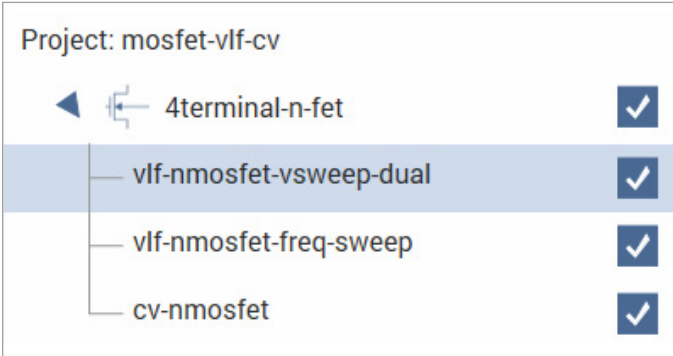 Project: mosfet-vlf-cv
4terminal-n-fet
vlf-nmosfet-vsweep-dual
vlf-nmosfet-freq-sweep
cv-nmosfet